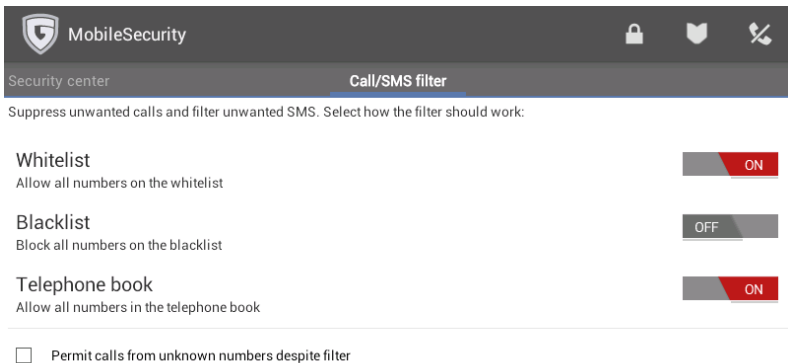 MobileSecurity
Security center
Call/SMS filter
Suppress unwanted calls and filter unwanted SMS. Select how the filter should work:
Whitelist
ON
Allow all numbers on the whitelist
Blacklist
OFF
Block all numbers on the blacklist
Telephone book
ON
Allow all numbers in the telephone book
Permit calls from unknown numbers despite filter